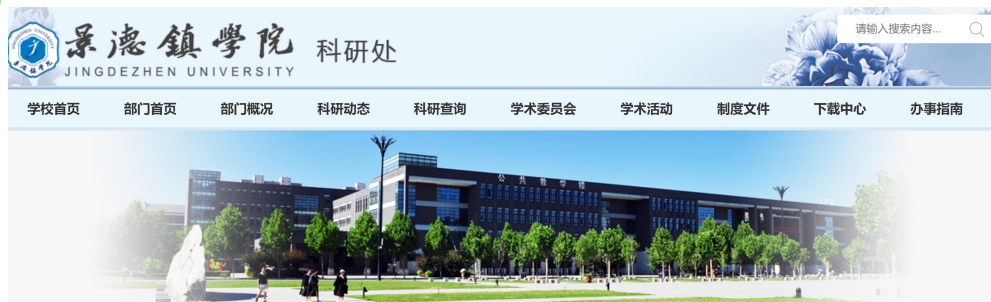 景德鎮學院
JINGDEZHEN UNIVERSITY
科研处
请输入搜索内容...
学校首页 部门首页 部门概况 科研动态 科研查询 学术委员会 学术活动 制度文件 下载中心 办事指南
公共教学楼